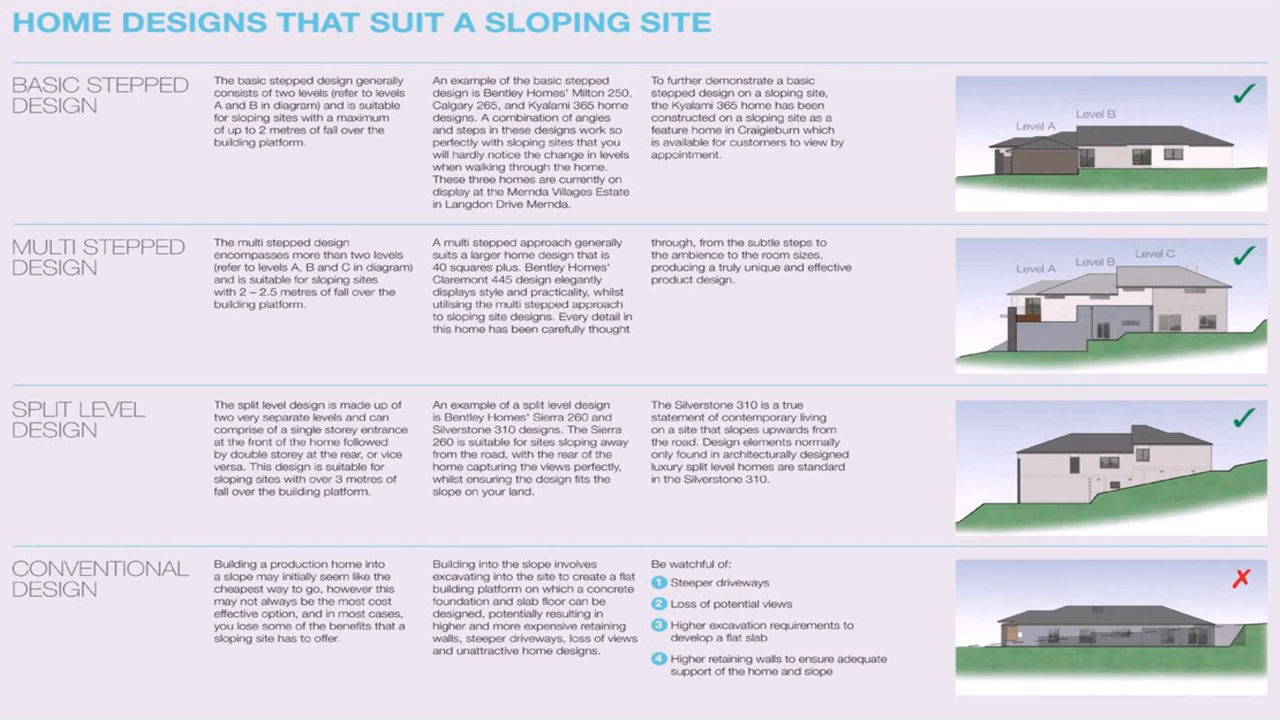 HOME DESIGNS THAT SUIT A SLOPING SITE
BASIC STEPPED
DESIGN
The basic stepped design generally
consists of two levels (refer to levels
A and B in diagram) and is suitable
for sloping sites with a maximum
of up to 2 metres of fall over the
building platform.
An example of the basic stepped
design is Bentley Homes' Milton 250,
Calgary 265, and Kyalami 365 home
designs. A combination of angles
and steps in these designs work so
perfectly with sloping sites that you
will hardly notice the change in levels
when walking through the home.
These three homes are currently on
display at the Mernda Villages Estate
in Langdon Drive Mernda.
To further demonstrate a basic
stepped design on a sloping site,
the Kyalami 365 home has been
constructed on a sloping site as a
feature home in Craigieburn which
is available for customers to view by
appointment.
Level A
Level B
MULTI STEPPED
DESIGN
The multi stepped design
encompasses more than two levels
(refer to levels A, B and C in diagram)
and is suitable for sloping sites
with 2 – 2.5 metres of fall over the
building platform.
A multi stepped approach generally
suits a larger home design that is
40 squares plus. Bentley Homes'
Claremont 445 design elegantly
displays style and practicality, whilst
utilising the multi stepped approach
to sloping site designs. Every detail in
this home has been carefully thought
through, from the subtle steps to
the ambience to the room sizes,
producing a truly unique and effective
product design.
Level A
Level B
Level C
SPLIT LEVEL
DESIGN
The split level design is made up of
two very separate levels and can
comprise of a single storey entrance
at the front of the home followed
by double storey at the rear, or vice
versa. This design is suitable for
sloping sites with over 3 metres of
fall over the building platform.
An example of a split level design
is Bentley Homes' Sierra 260 and
Silverstone 310 designs. The Sierra
260 is suitable for sites sloping away
from the road, with the rear of the
home capturing the views perfectly,
whilst ensuring the design fits the
slope on your land.
The Silverstone 310 is a true
statement of contemporary living
on a site that slopes upwards from
the road. Design elements normally
only found in architecturally designed
luxury split level homes are standard
in the Silverstone 310.
CONVENTIONAL
DESIGN
Building a production home into
a slope may initially seem like the
cheapest way to go, however this
may not always be the most cost
effective option, and in most cases,
you lose some of the benefits that a
sloping site has to offer.
Building into the slope involves
excavating into the site to create a flat
building platform on which a concrete
foundation and slab floor can be
designed, potentially resulting in
higher and more expensive retaining
walls, steeper driveways, loss of views
and unattractive home designs.
Be watchful of:
1 Steeper driveways
2 Loss of potential views
3 Higher excavation requirements to
develop a flat slab
4 Higher retaining walls to ensure adequate
support of the home and slope